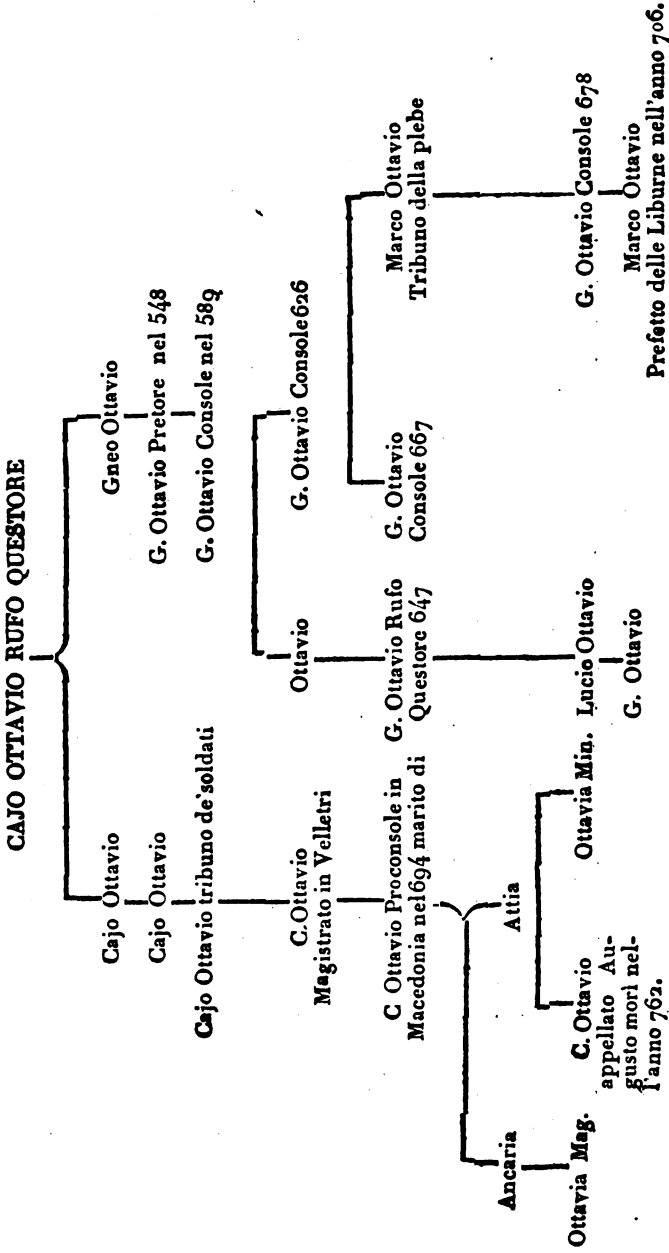 CAJO OTTAVIO RUFO QUESTORE
Cajo Ottavio
Gneo Ottavio
Cajo Ottavio
G. Ottavio Pretore nel 548
Cajo Ottavio tribuno de'soldati
G. Ottavio Console nel 589
C. Ottavio
Magistrato in Velletri
Ottavio
G. Ottavio Console 626
C Ottavio Proconsole in
Macedonia nel 694 marito di
G. Ottavio Rufo
Questore 647
G. Ottavio
Console 667
Marco Ottavio
Tribuno della plebe
Ancaria
Attia
Ottavia Mag.
C. Ottavio
appellato Au-
gusto morì nel-
l'anno 762.
Ottavia Min.
Lucio Ottavio
G. Ottavio
G. Ottavio Console 678
Marco Ottavio
Prefetto delle Liburne nell'anno 706.